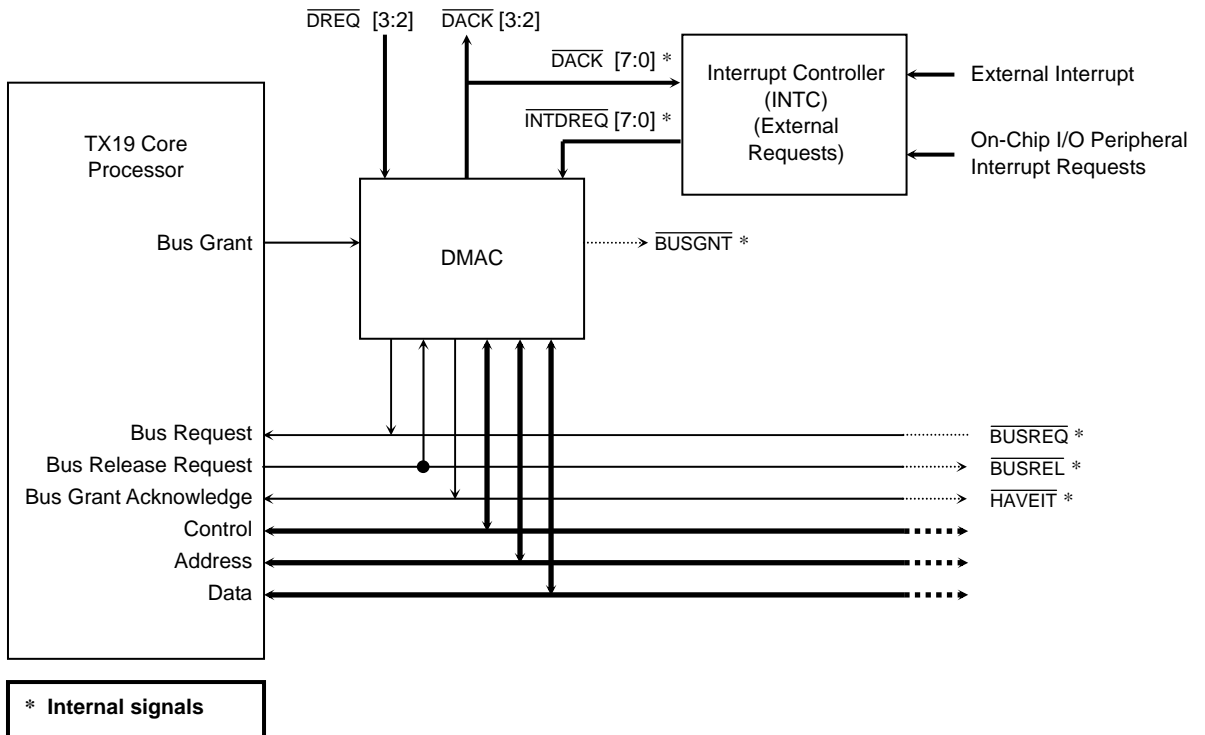 DREQ [3:2]
DACK [3:2]
DACK [7:0] *
INTDREQ [7:0] *
Interrupt Controller
(INTC)
(External
Requests)
External Interrupt
On-Chip I/O Peripheral
Interrupt Requests
TX19 Core
Processor
Bus Grant
DMAC
BUSGNT *
Bus Request
BUSREQ *
Bus Release Request
BUSREL *
Bus Grant Acknowledge
HAVEIT *
Control
Address
Data
* Internal signals